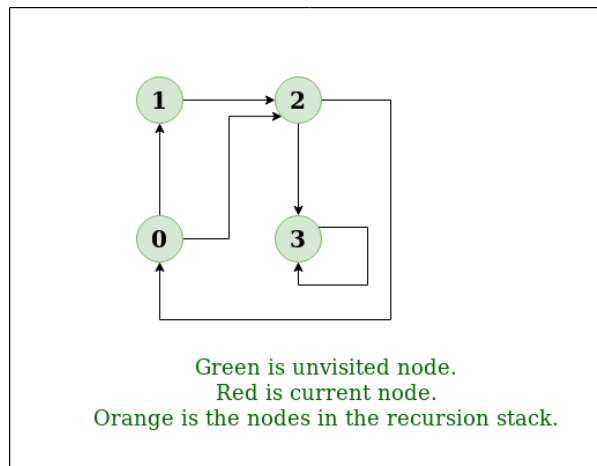 1 2
0 3
Green is unvisited node.
Red is current node.
Orange is the nodes in the recursion stack.